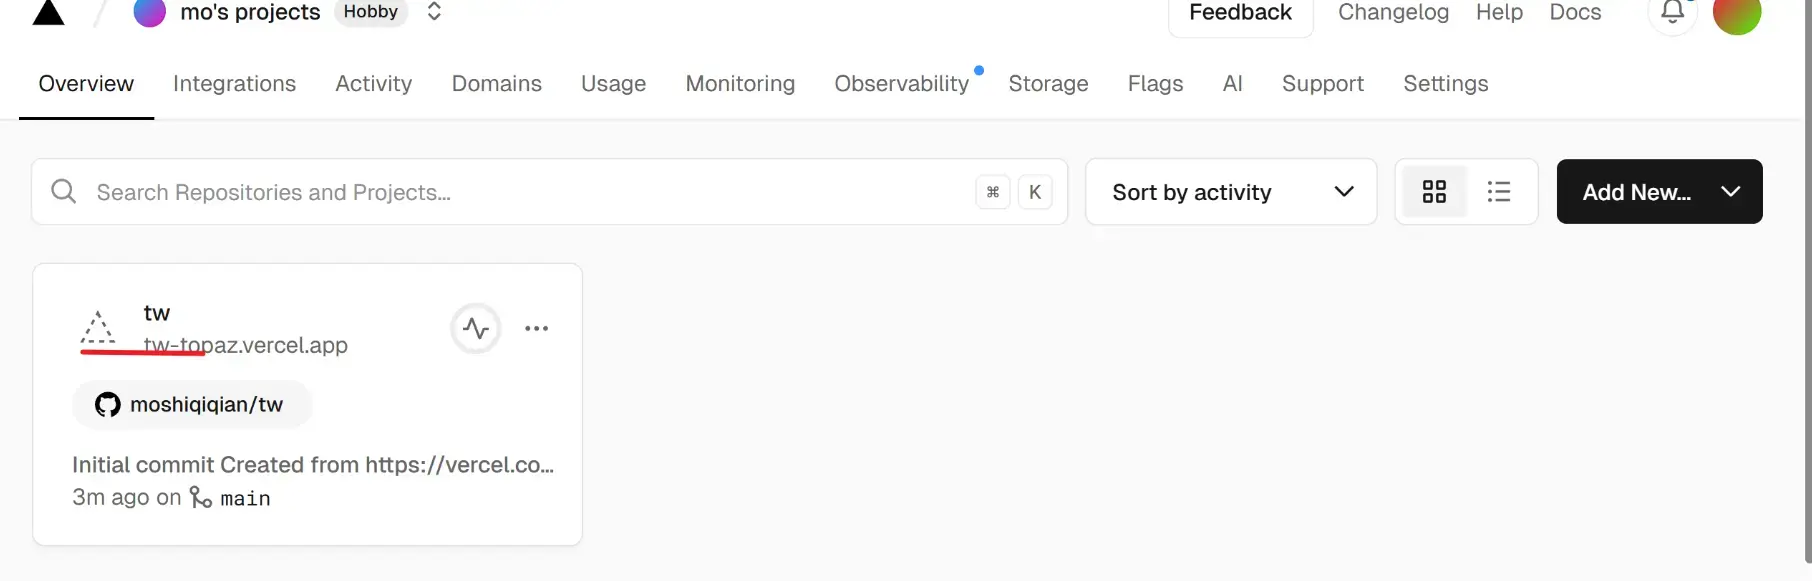 mo's projects Hobby Feedback Changelog Help Docs
Overview Integrations Activity Domains Usage Monitoring Observability Storage Flags AI Support Settings
Search Repositories and Projects... ⌘ K Sort by activity Add New...
tw
tw-topaz.vercel.app
moshiqiqian/tw
Initial commit Created from https://vercel.co...
3m ago on main